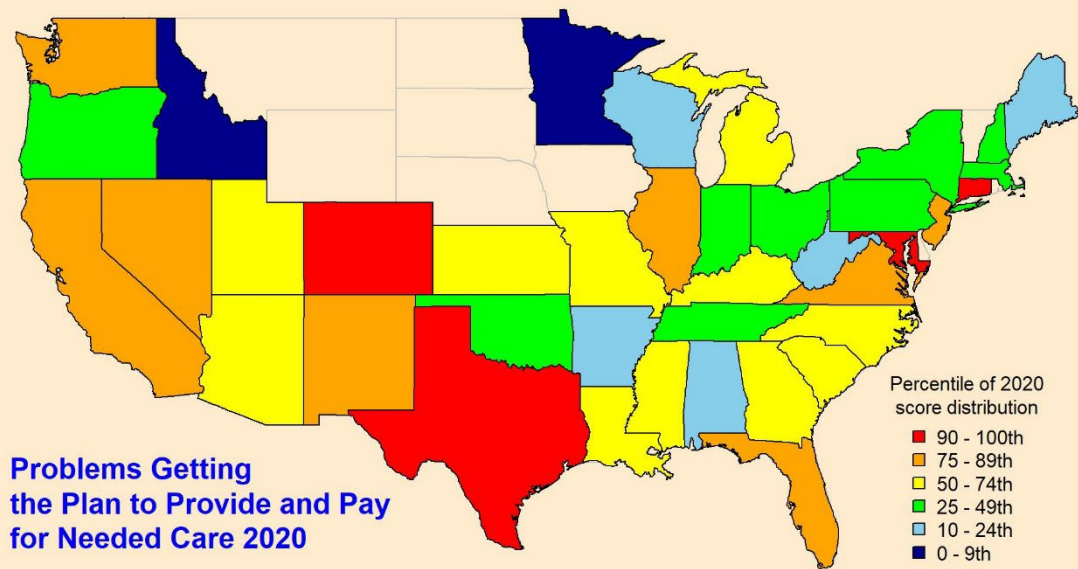 Percentile of 2020
score distribution
90 - 100th
75 - 89th
50 - 74th
25 - 49th
10 - 24th
0 - 9th
Problems Getting
the Plan to Provide and Pay
for Needed Care 2020